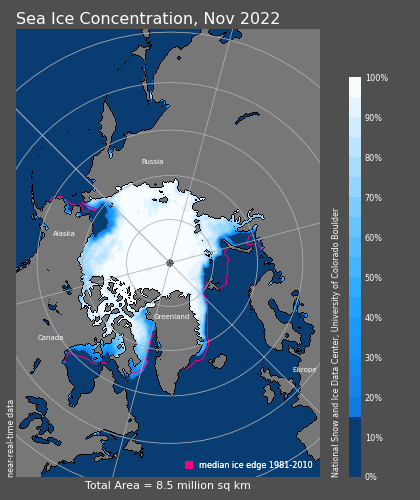 Sea Ice Concentration, Nov 2022
Russia
Alaska
Greenland
Canada
Europe
median ice edge 1981-2010
Total Area = 8.5 million sq km
near-real-time data
100%
90%
80%
70%
60%
50%
40%
30%
20%
10%
0%
National Snow and Ice Data Center, University of Colorado Boulder